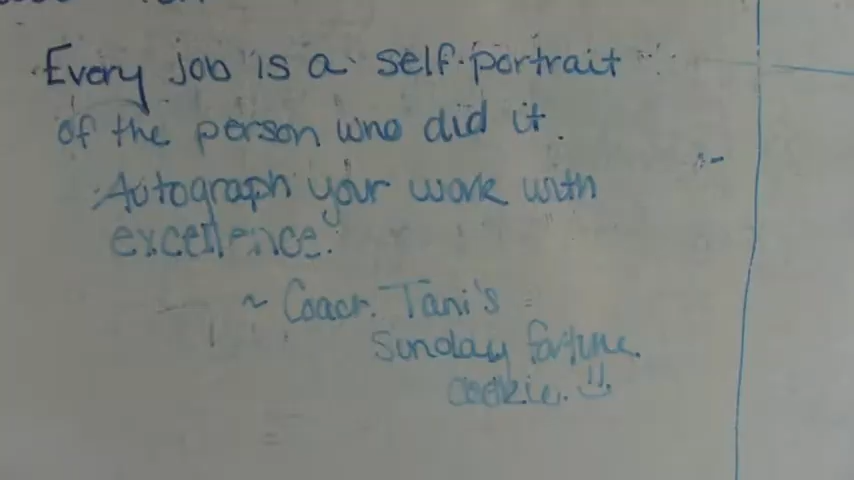 Every job is a self-portrait
of the person who did it.
Autograph your work with
excellence.
~ Coach Tani's
Sunday fortune
cookie.